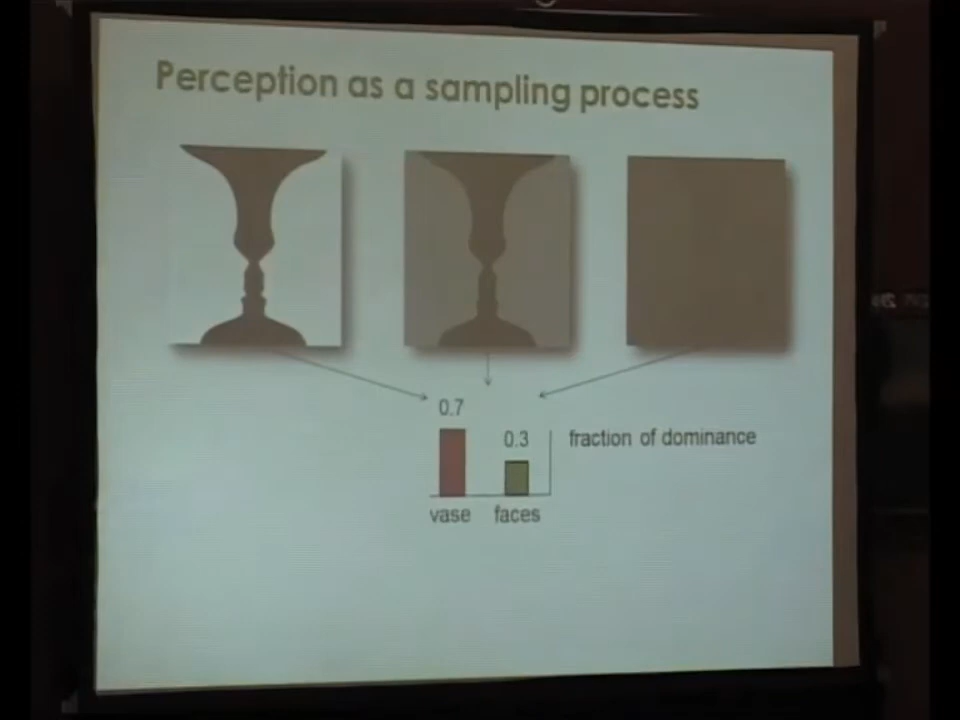 Perception as a sampling process
0.7
0.3
fraction of dominance
vase faces